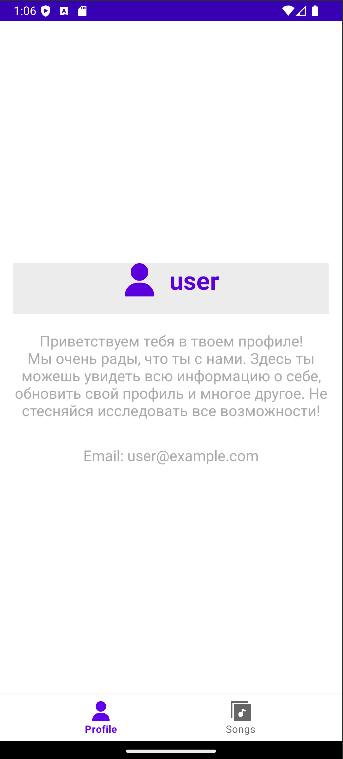 1:06
user
Приветствуем тебя в твоем профиле!
Мы очень рады, что ты с нами. Здесь ты
можешь увидеть всю информацию о себе,
обновить свой профиль и многое другое. Не
стесняйся исследовать все возможности!
Email: user@example.com
Profile
Songs